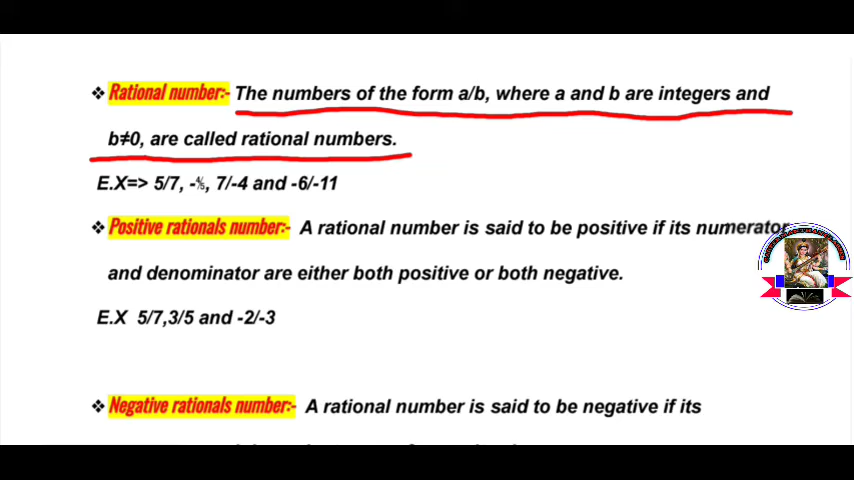 ❖ Rational number:- The numbers of the form a/b, where a and b are integers and
b≠0, are called rational numbers.
E.X=> 5/7, -⅘, 7/-4 and -6/-11
❖ Positive rationals number:- A rational number is said to be positive if its numerator
and denominator are either both positive or both negative.
E.X 5/7,3/5 and -2/-3
❖ Negative rationals number:- A rational number is said to be negative if its